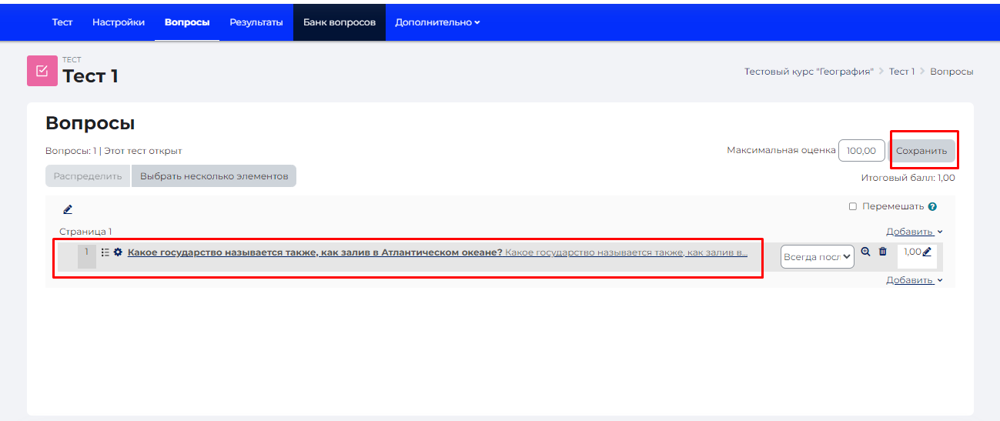 Тест Настройки Вопросы Результаты Банк вопросов Дополнительно
ТЕСТ
Тест 1
Тестовый курс "География" > Тест 1 > Вопросы
Вопросы
Вопросы: 1 | Этот тест открыт
Максимальная оценка 100,00 Сохранить
Распределить Выбрать несколько элементов
Итоговый балл: 1,00
Перемешать ?
Страница 1 Добавить
1 Какое государство называется также, как залив в Атлантическом океане? Какое государство называется также, как залив в... Всегда посл 1,00
Добавить